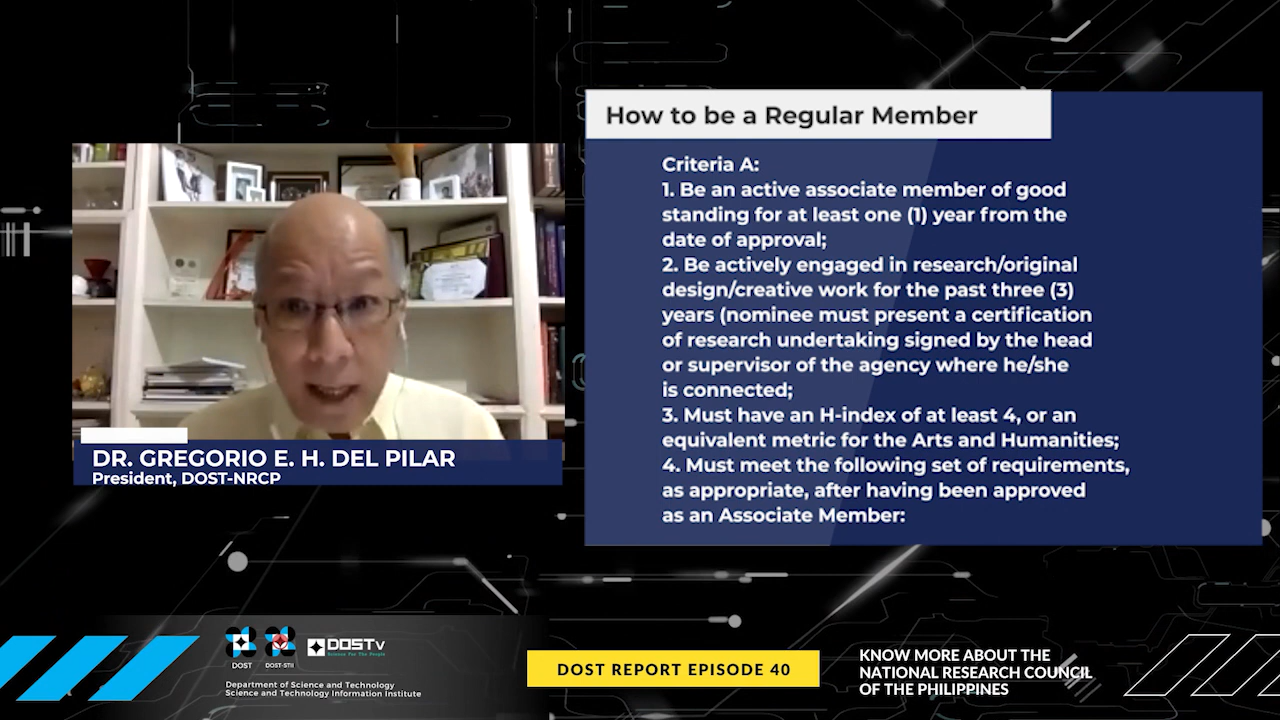 How to be a Regular Member
Criteria A:
1. Be an active associate member of good
standing for at least one (1) year from the
date of approval;
2. Be actively engaged in research/original
design/creative work for the past three (3)
years (nominee must present a certification
of research undertaking signed by the head
or supervisor of the agency where he/she
is connected;
3. Must have an H-index of at least 4, or an
equivalent metric for the Arts and Humanities;
4. Must meet the following set of requirements,
as appropriate, after having been approved
as an Associate Member:
DR. GREGORIO E. H. DEL PILAR
President, DOST-NRCP
DOST
DOST-STII
DOSTv
Science For The People
Department of Science and Technology
Science and Technology Information Institute
DOST REPORT EPISODE 40
KNOW MORE ABOUT THE
NATIONAL RESEARCH COUNCIL
OF THE PHILIPPINES